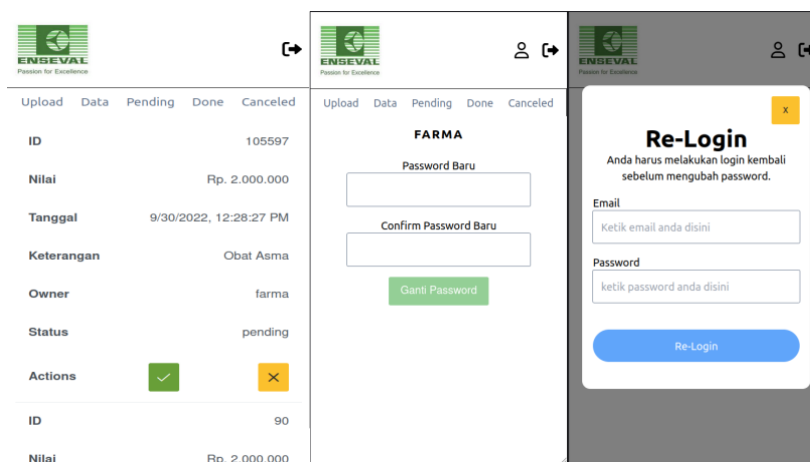 ENSEVAL
Passion for Excellence
Upload Data Pending Done Canceled
ID 105597
Nilai Rp. 2.000.000
Tanggal 9/30/2022, 12:28:27 PM
Keterangan Obat Asma
Owner farma
Status pending
Actions
ID 90
Nilai Rp. 2.000.000
ENSEVAL
Passion for Excellence
Upload Data Pending Done Canceled
FARMA
Password Baru
Confirm Password Baru
Ganti Password
ENSEVAL
Passion for Excellence
x
Re-Login
Anda harus melakukan login kembali
sebelum mengubah password.
Email
Ketik email anda disini
Password
ketik password anda disini
Re-Login